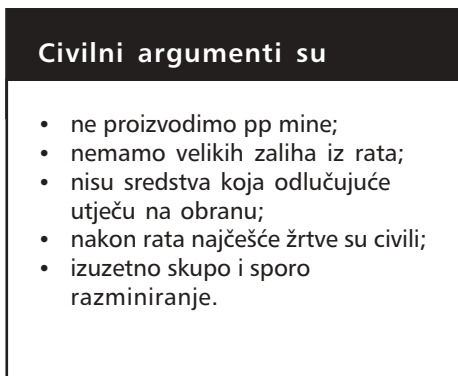 Civilni argumenti su
• ne proizvodimo pp mine;
• nemamo velikih zaliha iz rata;
• nisu sredstva koja odlučujuće
utječu na obranu;
• nakon rata najčešće žrtve su civili;
• izuzetno skupo i sporo
razminiranje.